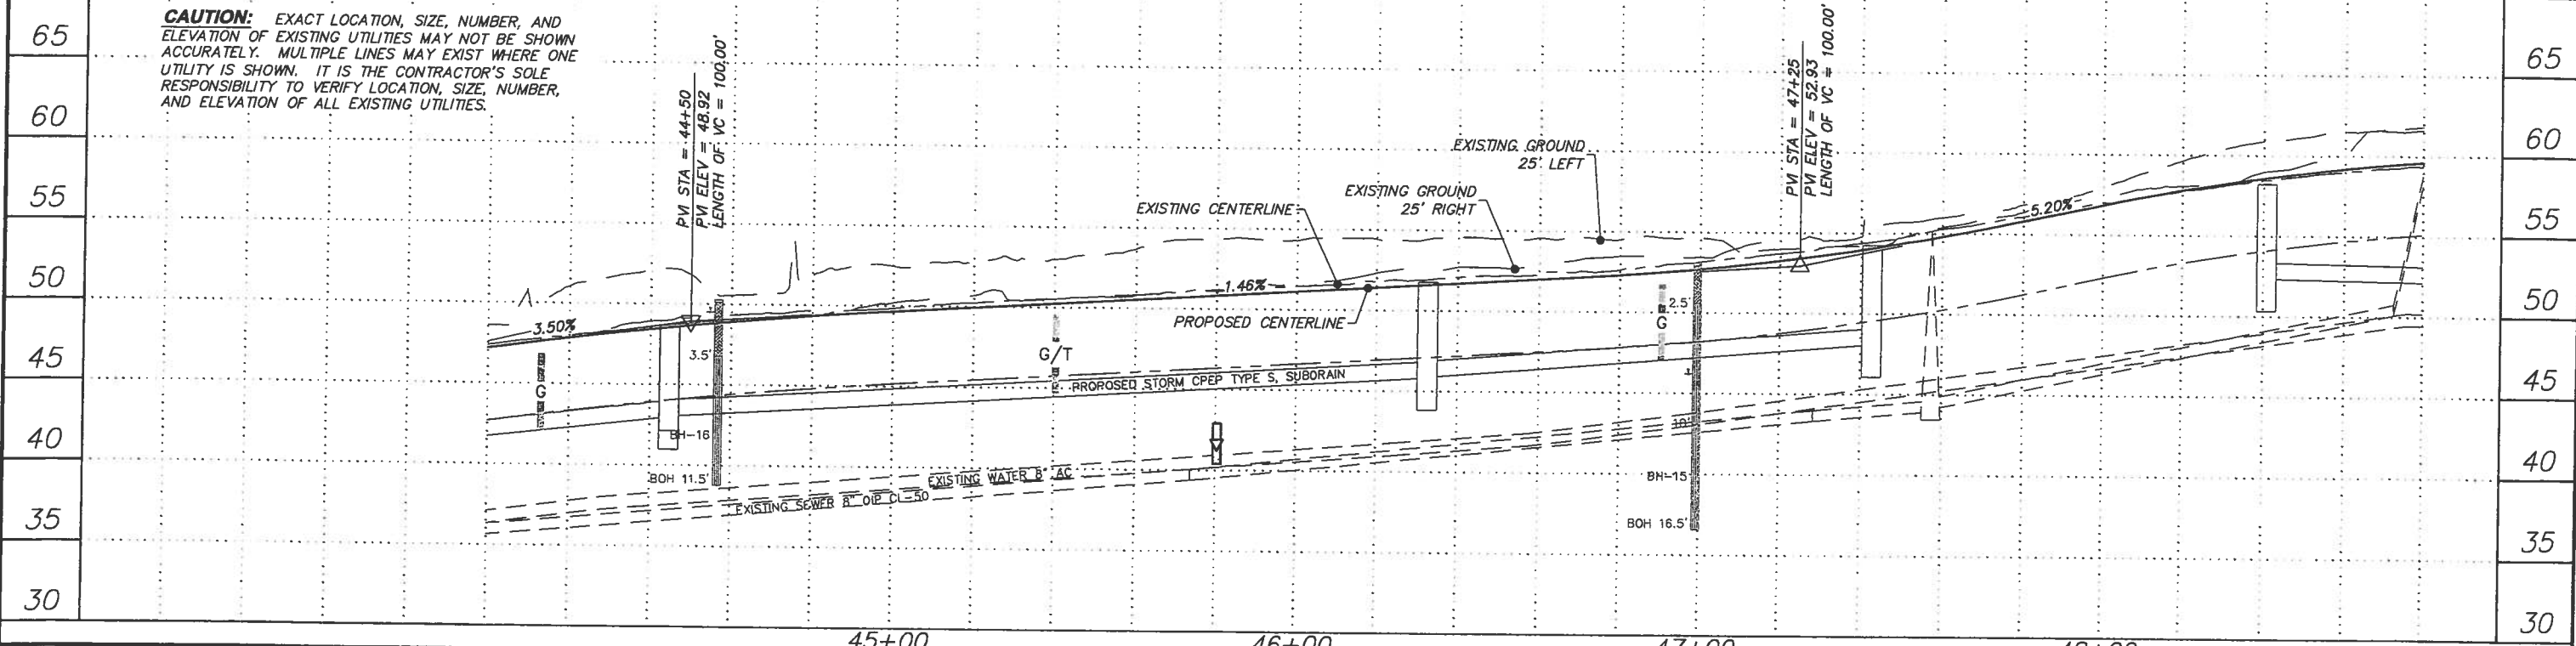 CAUTION: EXACT LOCATION, SIZE, NUMBER, AND
ELEVATION OF EXISTING UTILITIES MAY NOT BE SHOWN
ACCURATELY. MULTIPLE LINES MAY EXIST WHERE ONE
UTILITY IS SHOWN. IT IS THE CONTRACTOR'S SOLE
RESPONSIBILITY TO VERIFY LOCATION, SIZE, NUMBER,
AND ELEVATION OF ALL EXISTING UTILITIES.
65
60
55
50
45
40
35
30
PVI STA = 44+50
PVI ELEV = 48.92
LENGTH OF VC = 100.00'
PVI STA = 47+25
PVI ELEV = 52.93
LENGTH OF VC = 100.00'
EXISTING GROUND
25' LEFT
EXISTING GROUND
25' RIGHT
EXISTING CENTERLINE
PROPOSED CENTERLINE
3.50%
1.46%
5.20%
G
3.5'
BH-16
BOH 11.5'
G/T
PROPOSED STORM CPEP TYPE S, SUBDRAIN
EXISTING WATER 8" AC
EXISTING SEWER 8" DIP CL-50
2.5'
G
10'
BH-15
BOH 16.5'
65
60
55
50
45
40
35
30
45+00
46+00
47+00
48+00